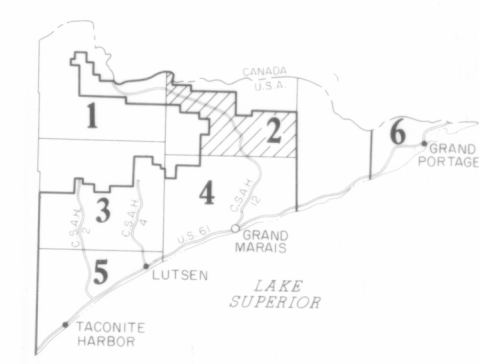 CANADA
U.S.A.
1
2
6
GRAND
PORTAGE
4
3
C.S.A.H.
2
C.S.A.H.
4
C.S.A.H.
12
U.S. 61
GRAND
MARAIS
5
LUTSEN
LAKE
SUPERIOR
TACONITE
HARBOR